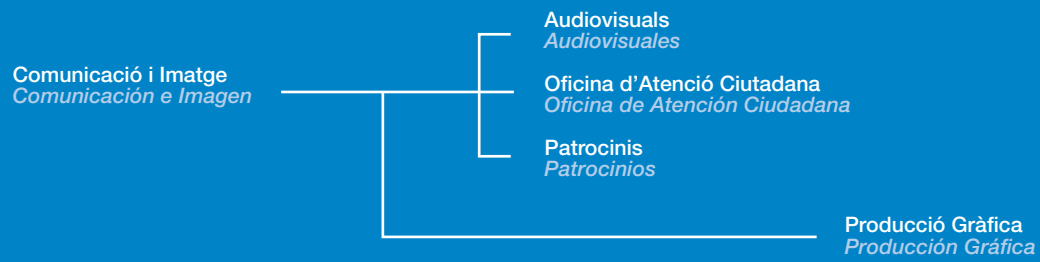 Audiovisuals
Audiovisuales
Comunicació i Imatge
Comunicación e Imagen
Oficina d'Atenció Ciutadana
Oficina de Atención Ciudadana
Patrocinis
Patrocinios
Producció Gràfica
Producción Gráfica